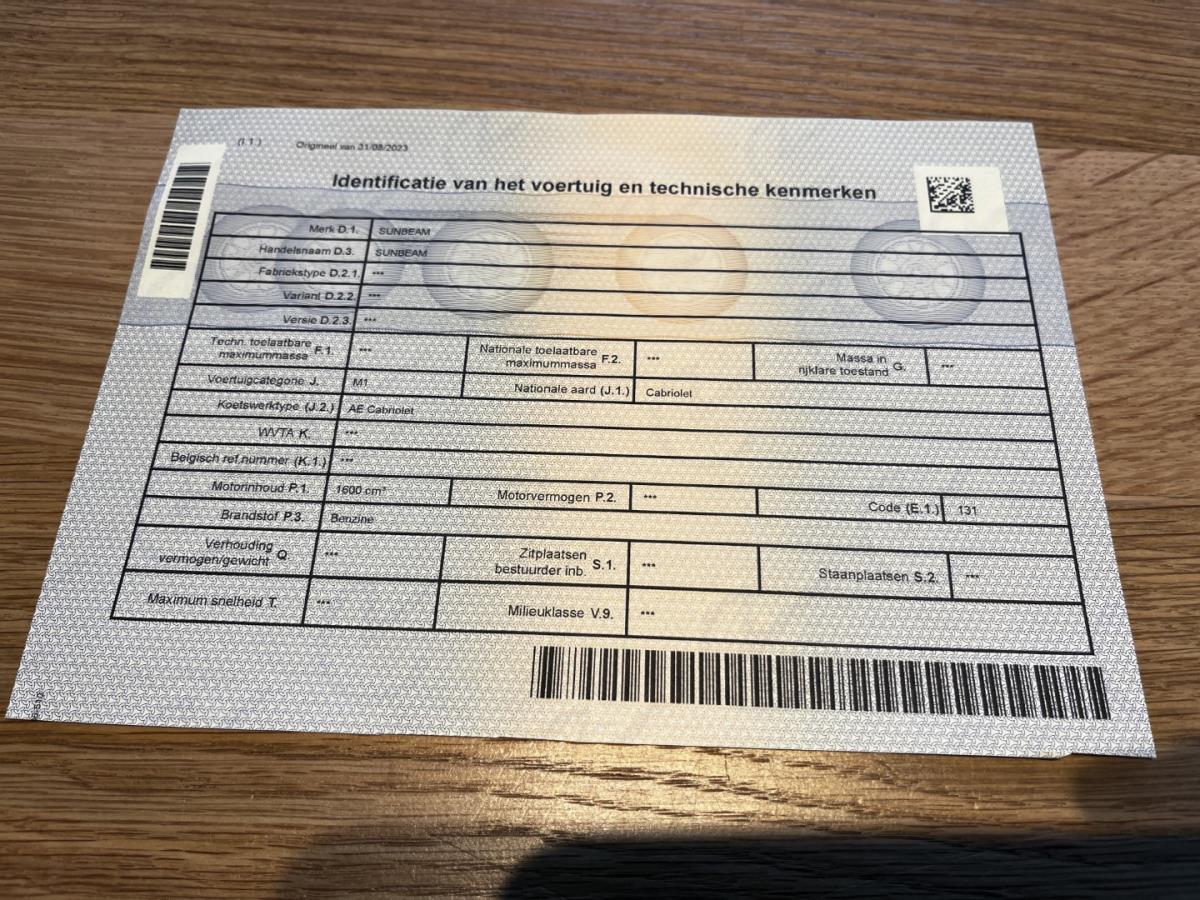 (I.1.) Origineel van 31/08/2023
Identificatie van het voertuig en technische kenmerken
Merk D.1. SUNBEAM
Handelsnaam D.3. SUNBEAM
Fabriekstype D.2.1. ***
Variant D.2.2. ***
Versie D.2.3. ***
Techn. toelaatbare maximummassa F.1. *** Nationale toelaatbare maximummassa F.2. *** Massa in rijklare toestand G. ***
Voertuigcategorie J. M1 Nationale aard (J.1.) Cabriolet
Koetswerktype (J.2.) AE Cabriolet
WVTA K. ***
Belgisch ref.nummer (K.1.) ***
Motorinhoud P.1. 1600 cm³ Motorvermogen P.2. *** Code (E.1.) 131
Brandstof P.3. Benzine
Verhouding vermogen/gewicht Q *** Zitplaatsen bestuurder inb. S.1. *** Staanplaatsen S.2. ***
Maximum snelheid T. *** Milieuklasse V.9. ***